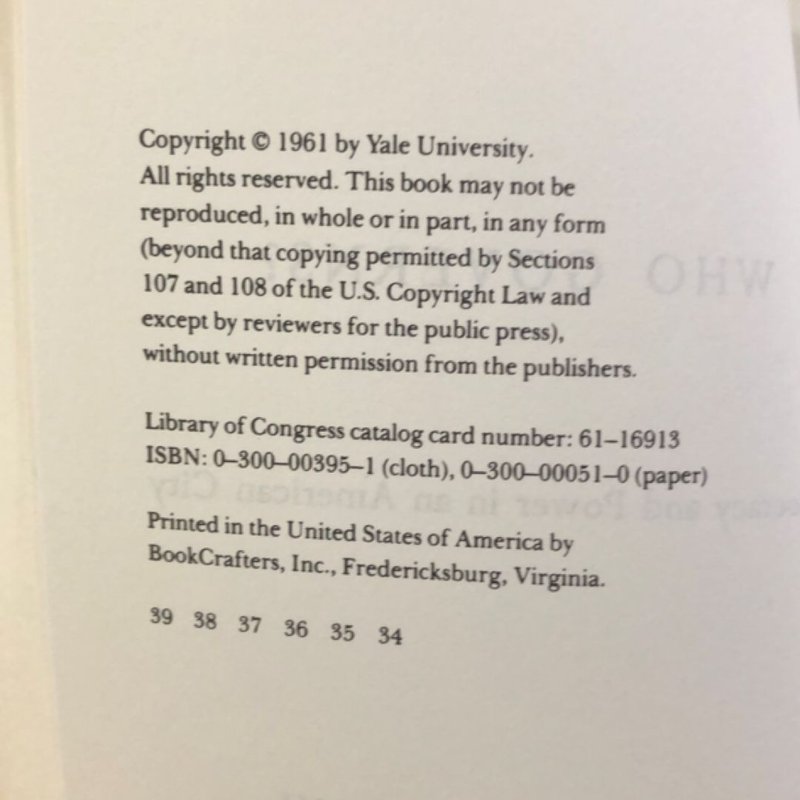 Copyright © 1961 by Yale University.
All rights reserved. This book may not be
reproduced, in whole or in part, in any form
(beyond that copying permitted by Sections
107 and 108 of the U.S. Copyright Law and
except by reviewers for the public press),
without written permission from the publishers.
Library of Congress catalog card number: 61–16913
ISBN: 0–300–00395–1 (cloth), 0–300–00051–0 (paper)
Printed in the United States of America by
BookCrafters, Inc., Fredericksburg, Virginia.
39 38 37 36 35 34